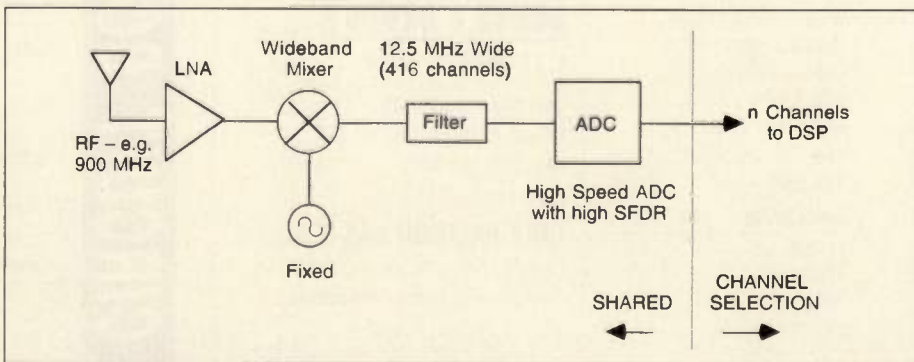 LNA
Wideband
Mixer
12.5 MHz Wide
(416 channels)
Filter
ADC
n Channels
to DSP
RF – e.g.
900 MHz
High Speed ADC
with high SFDR
Fixed
SHARED
CHANNEL
SELECTION